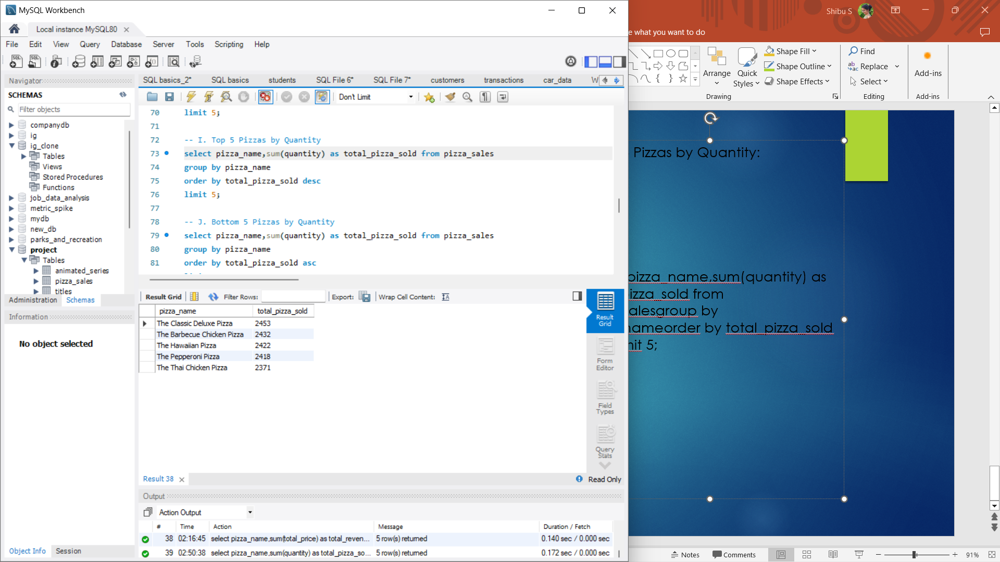 MySQL Workbench
Local instance MySQL80
File Edit View Query Database Server Tools Scripting Help
Navigator
SCHEMAS
Filter objects
companydb
ig
ig_clone
Tables
Views
Stored Procedures
Functions
job_data_analysis
metric_spike
mydb
new_db
parks_and_recreation
project
Tables
animated_series
pizza_sales
titles
Administration Schemas
Information
No object selected
Object Info Session
SQL basics_2* SQL basics students SQL File 6* SQL File 7* customers transactions car_data W
Don't Limit
70 limit 5;
71
72 -- I. Top 5 Pizzas by Quantity
73 select pizza_name,sum(quantity) as total_pizza_sold from pizza_sales
74 group by pizza_name
75 order by total_pizza_sold desc
76 limit 5;
77
78 -- J. Bottom 5 Pizzas by Quantity
79 select pizza_name,sum(quantity) as total_pizza_sold from pizza_sales
80 group by pizza_name
81 order by total_pizza_sold asc
Result Grid Filter Rows: Export: Wrap Cell Content:
pizza_name total_pizza_sold
The Classic Deluxe Pizza 2453
The Barbecue Chicken Pizza 2432
The Hawaiian Pizza 2422
The Pepperoni Pizza 2418
The Thai Chicken Pizza 2371
Result Grid
Form Editor
Field Types
Query Stats
Result 38
Read Only
Output
Action Output
# Time Action Message Duration / Fetch
38 02:16:45 select pizza_name,sum(total_price) as total_reven... 5 row(s) returned 0.140 sec / 0.000 sec
39 02:50:38 select pizza_name,sum(quantity) as total_pizza_so... 5 row(s) returned 0.172 sec / 0.000 sec
Shibu S
e what you want to do
Arrange
Quick Styles
Shape Fill
Shape Outline
Shape Effects
Drawing
Find
Replace
Select
Editing
Add-ins
Add-ins
Pizzas by Quantity:
pizza_name,sum(quantity) as
izza_sold from
alesgroup by
nameorder by total_pizza_sold
nit 5;
Notes Comments 91%